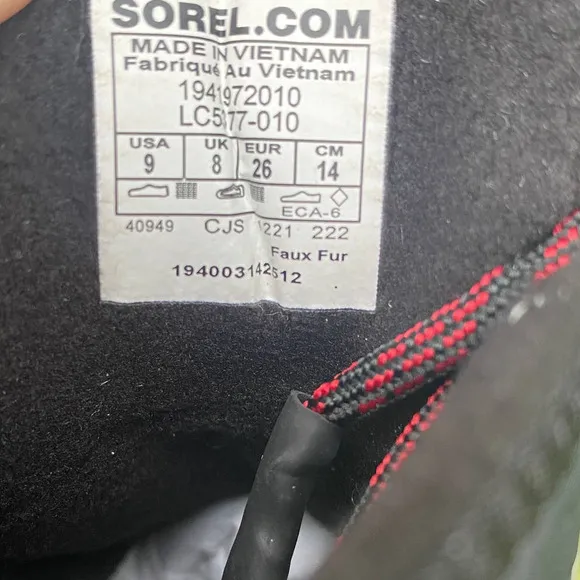 SOREL.COM
MADE IN VIETNAM
Fabriqué Au Vietnam
1941972010
USA UK EUR CM
9 8 26 14
ECA-6
40949 CJS 222
Faux Fur